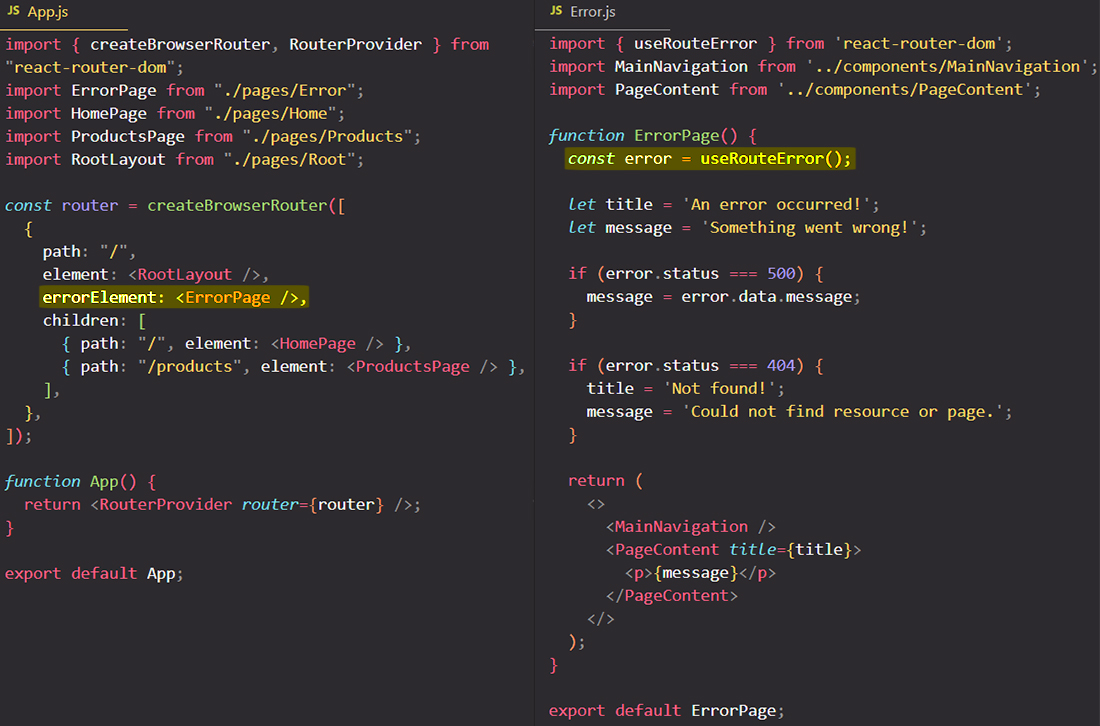 JS App.js
import { createBrowserRouter, RouterProvider } from
"react-router-dom";
import ErrorPage from "./pages/Error";
import HomePage from "./pages/Home";
import ProductsPage from "./pages/Products";
import RootLayout from "./pages/Root";
const router = createBrowserRouter([
{
path: "/",
element: <RootLayout />,
errorElement: <ErrorPage />,
children: [
{ path: "/", element: <HomePage /> },
{ path: "/products", element: <ProductsPage /> },
],
},
]);
function App() {
return <RouterProvider router={router} />;
}
export default App;
JS Error.js
import { useRouteError } from 'react-router-dom';
import MainNavigation from '../components/MainNavigation';
import PageContent from '../components/PageContent';
function ErrorPage() {
const error = useRouteError();
let title = 'An error occurred!';
let message = 'Something went wrong!';
if (error.status === 500) {
message = error.data.message;
}
if (error.status === 404) {
title = 'Not found!';
message = 'Could not find resource or page.';
}
return (
<>
<MainNavigation />
<PageContent title={title}>
<p>{message}</p>
</PageContent>
</>
);
}
export default ErrorPage;